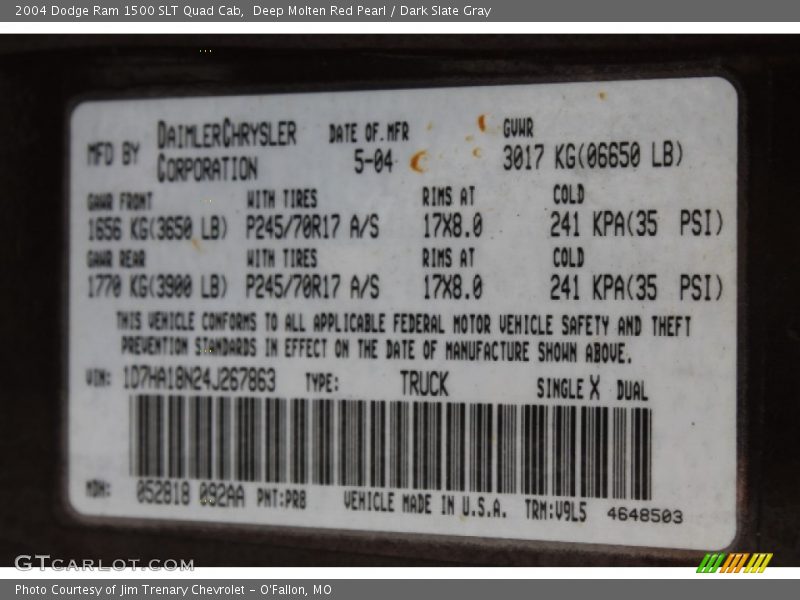 2004 Dodge Ram 1500 SLT Quad Cab,  Deep Molten Red Pearl / Dark Slate Gray
MFD BY DAIMLERCHRYSLER CORPORATION DATE OF MFR 5-04 GVWR 3017 KG(06650 LB)
GAWR FRONT WITH TIRES RIMS AT COLD
1656 KG(3650 LB) P245/70R17 A/S 17X8.0 241 KPA(35 PSI)
GAWR REAR WITH TIRES RIMS AT COLD
1770 KG(3900 LB) P245/70R17 A/S 17X8.0 241 KPA(35 PSI)
THIS VEHICLE CONFORMS TO ALL APPLICABLE FEDERAL MOTOR VEHICLE SAFETY AND THEFT
PREVENTION STANDARDS IN EFFECT ON THE DATE OF MANUFACTURE SHOWN ABOVE.
VIN: 1D7HA18N24J267863 TYPE: TRUCK SINGLE X DUAL
MDH: 052818 092AA PNT:PR8 VEHICLE MADE IN U.S.A. TRM:V9L5 4648503
GTCARLOT.COM
Photo Courtesy of Jim Trenary Chevrolet - O'Fallon, MO